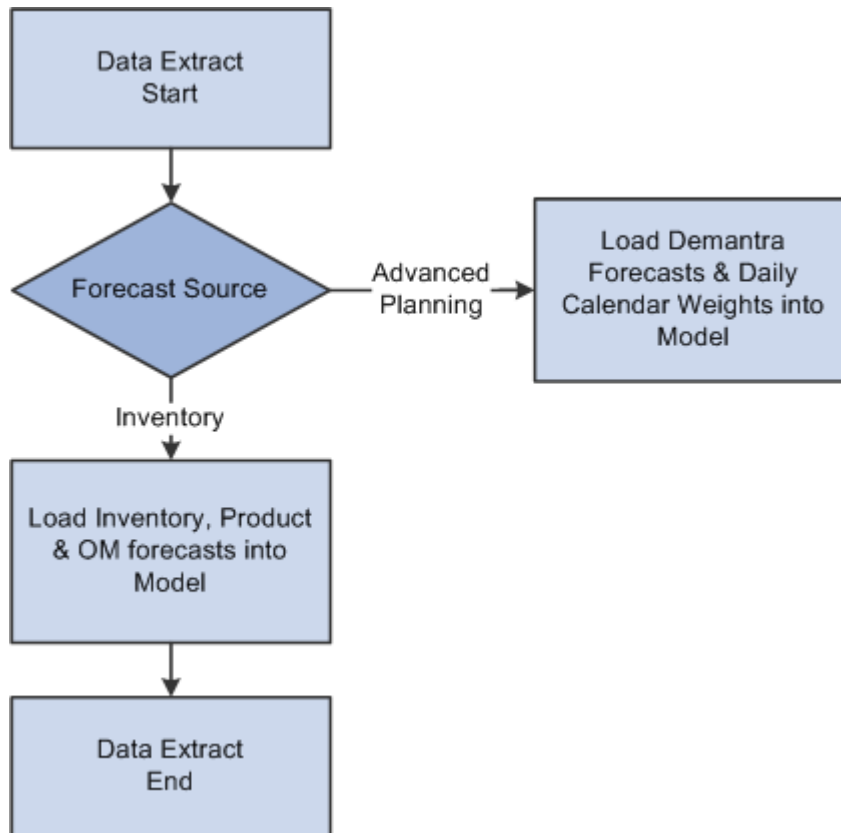 Data Extract
Start
Forecast Source
Advanced
Planning
Load Demantra
Forecasts & Daily
Calendar Weights into
Model
Inventory
Load Inventory, Product
& OM forecasts into
Model
Data Extract
End